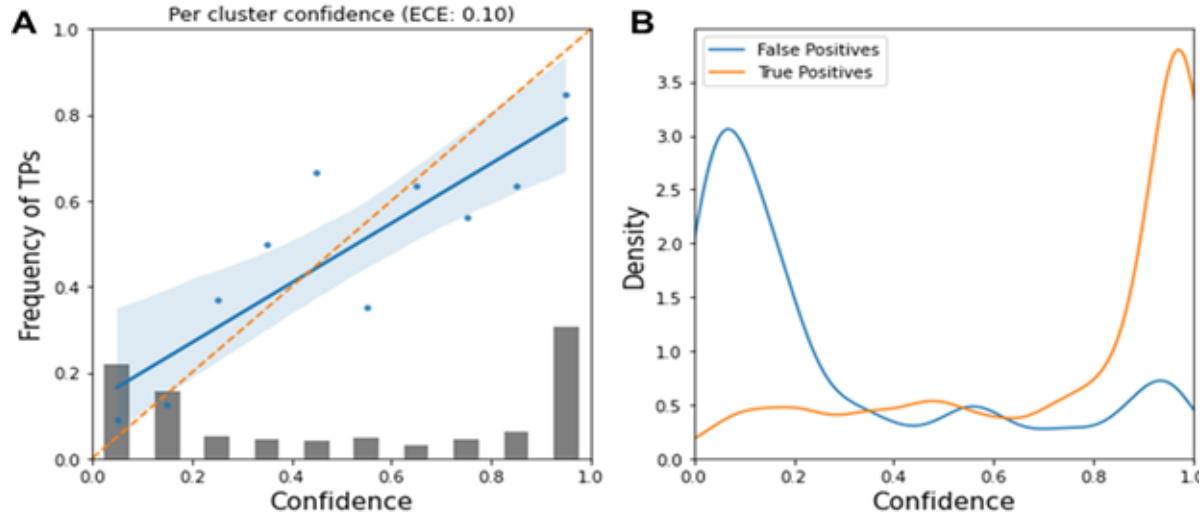 A
Per cluster confidence (ECE: 0.10)
Frequency of TPs
1.0
0.8
0.6
0.4
0.2
0.0
0.0 0.2 0.4 0.6 0.8 1.0
Confidence
B
False Positives
True Positives
Density
3.5
3.0
2.5
2.0
1.5
1.0
0.5
0.0
0.0 0.2 0.4 0.6 0.8 1.0
Confidence